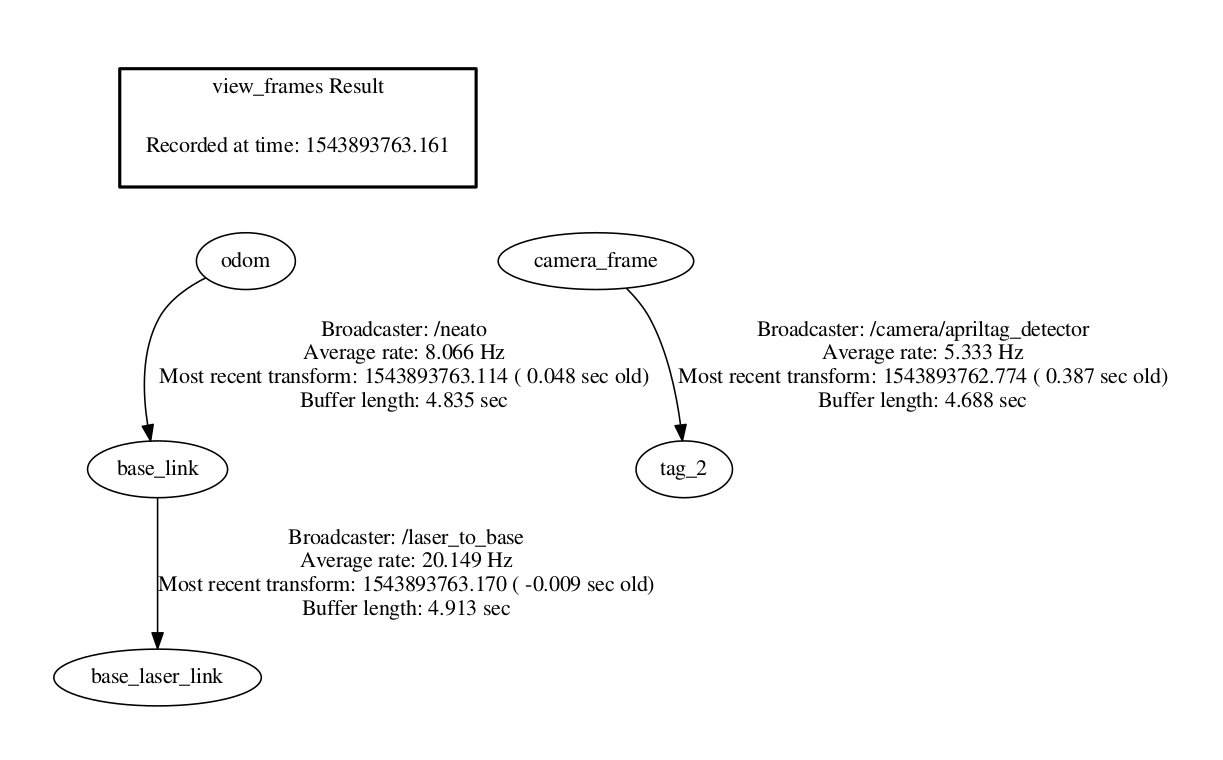 view_frames Result
Recorded at time: 1543893763.161
odom
camera_frame
Broadcaster: /neato
Average rate: 8.066 Hz
Most recent transform: 1543893763.114 ( 0.048 sec old)
Buffer length: 4.835 sec
Broadcaster: /camera/apriltag_detector
Average rate: 5.333 Hz
Most recent transform: 1543893762.774 ( 0.387 sec old)
Buffer length: 4.688 sec
base_link
tag_2
Broadcaster: /laser_to_base
Average rate: 20.149 Hz
Most recent transform: 1543893763.170 ( -0.009 sec old)
Buffer length: 4.913 sec
base_laser_link